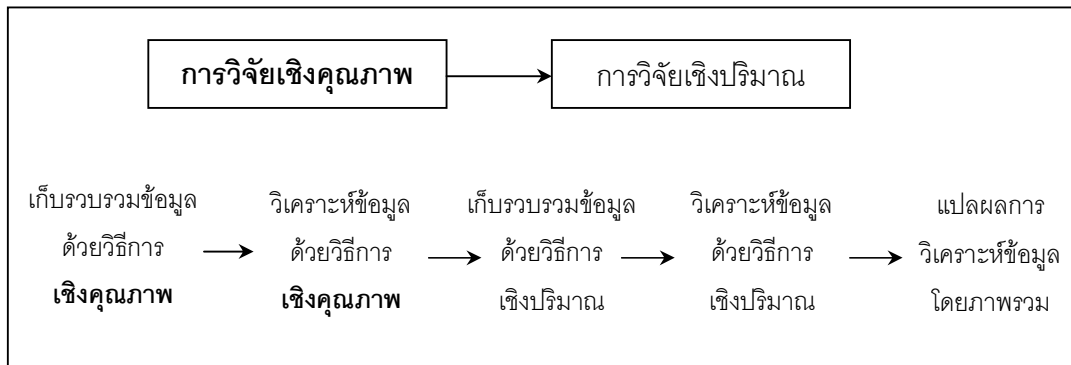 การวิจัยเชิงคุณภาพ
การวิจัยเชิงปริมาณ
เก็บรวบรวมข้อมูล
ด้วยวิธีการ
เชิงคุณภาพ
วิเคราะห์ข้อมูล
ด้วยวิธีการ
เชิงคุณภาพ
เก็บรวบรวมข้อมูล
ด้วยวิธีการ
เชิงปริมาณ
วิเคราะห์ข้อมูล
ด้วยวิธีการ
เชิงปริมาณ
แปลผลการ
วิเคราะห์ข้อมูล
โดยภาพรวม